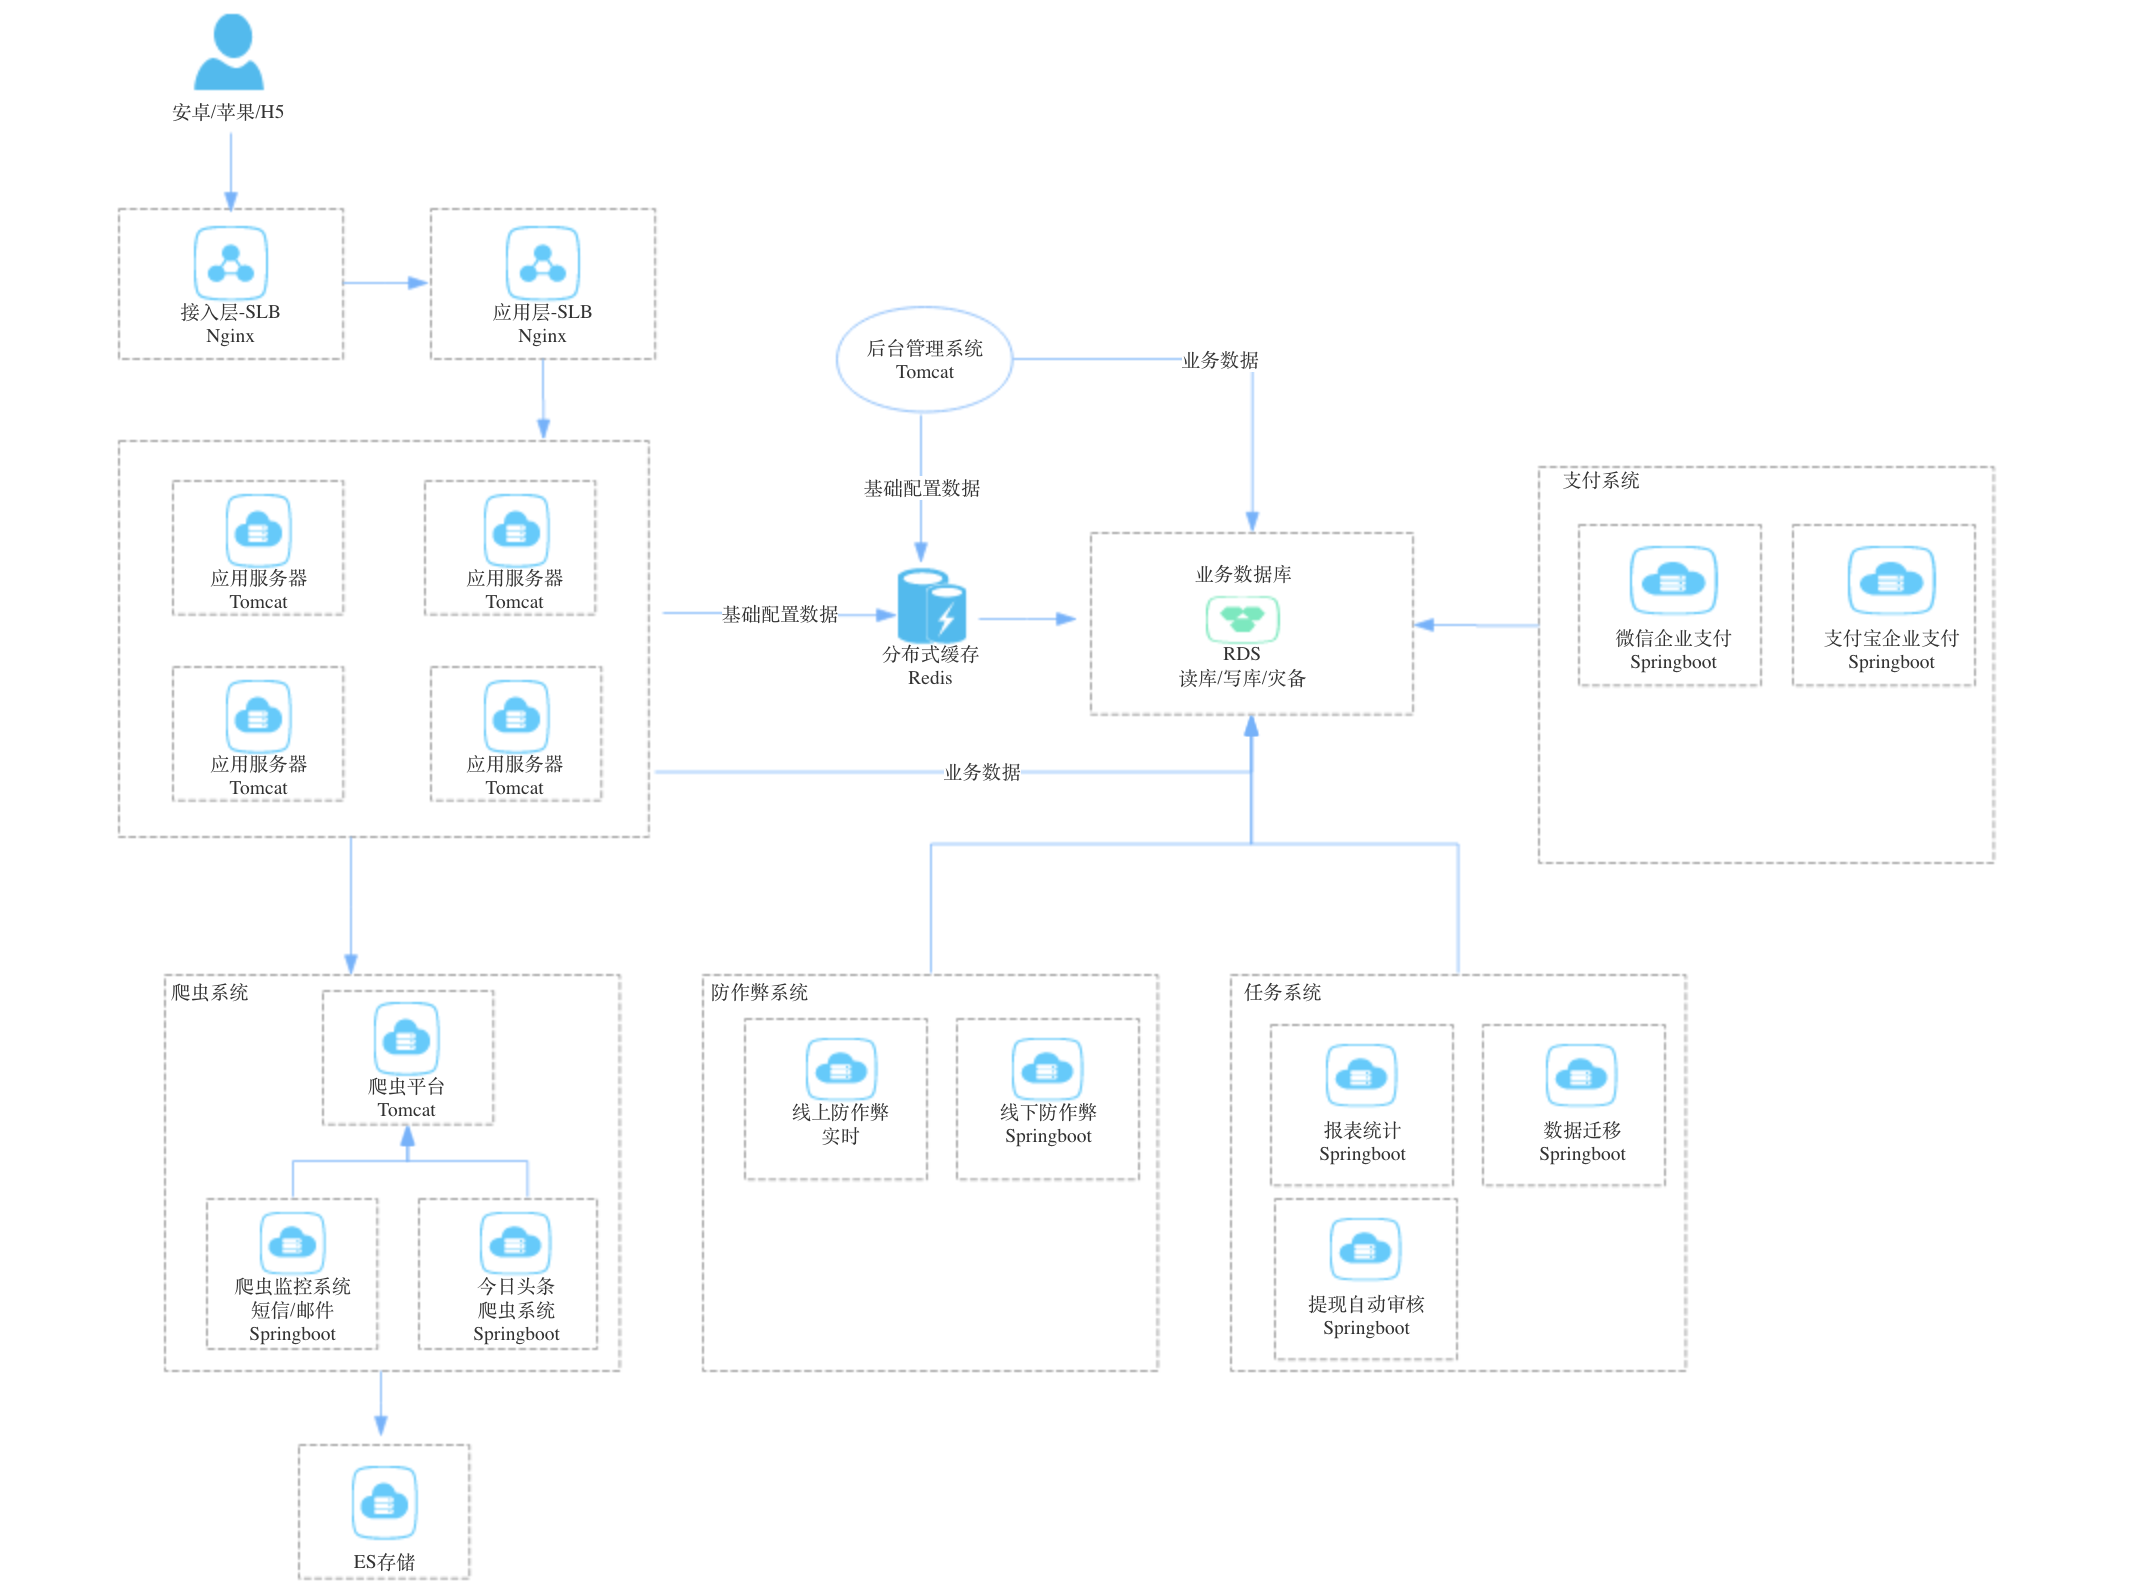 安卓/苹果/H5
接入层-SLB
Nginx
应用层-SLB
Nginx
后台管理系统
Tomcat
业务数据
基础配置数据
应用服务器
Tomcat
应用服务器
Tomcat
应用服务器
Tomcat
应用服务器
Tomcat
基础配置数据
分布式缓存
Redis
业务数据库
RDS
读库/写库/灾备
支付系统
微信企业支付
Springboot
支付宝企业支付
Springboot
业务数据
爬虫系统
爬虫平台
Tomcat
爬虫监控系统
短信/邮件
Springboot
今日头条
爬虫系统
Springboot
防作弊系统
线上防作弊
实时
线下防作弊
Springboot
任务系统
报表统计
Springboot
数据迁移
Springboot
提现自动审核
Springboot
ES存储